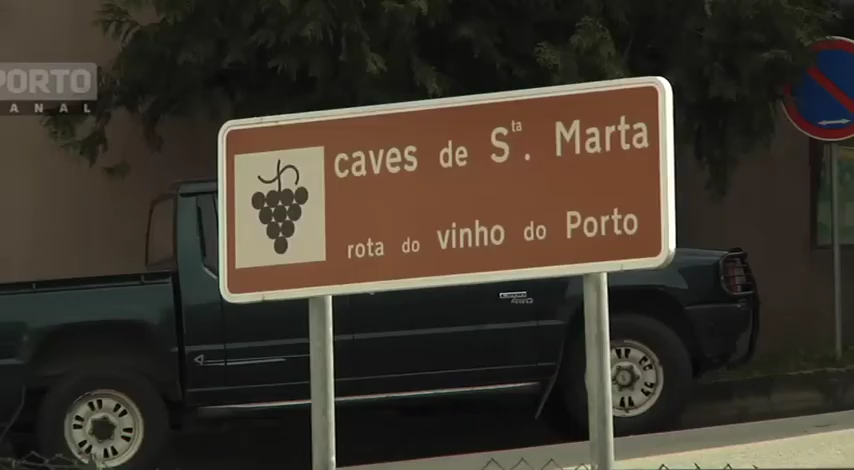 PORTO
CANAL
caves de Sta. Marta
rota do vinho do Porto